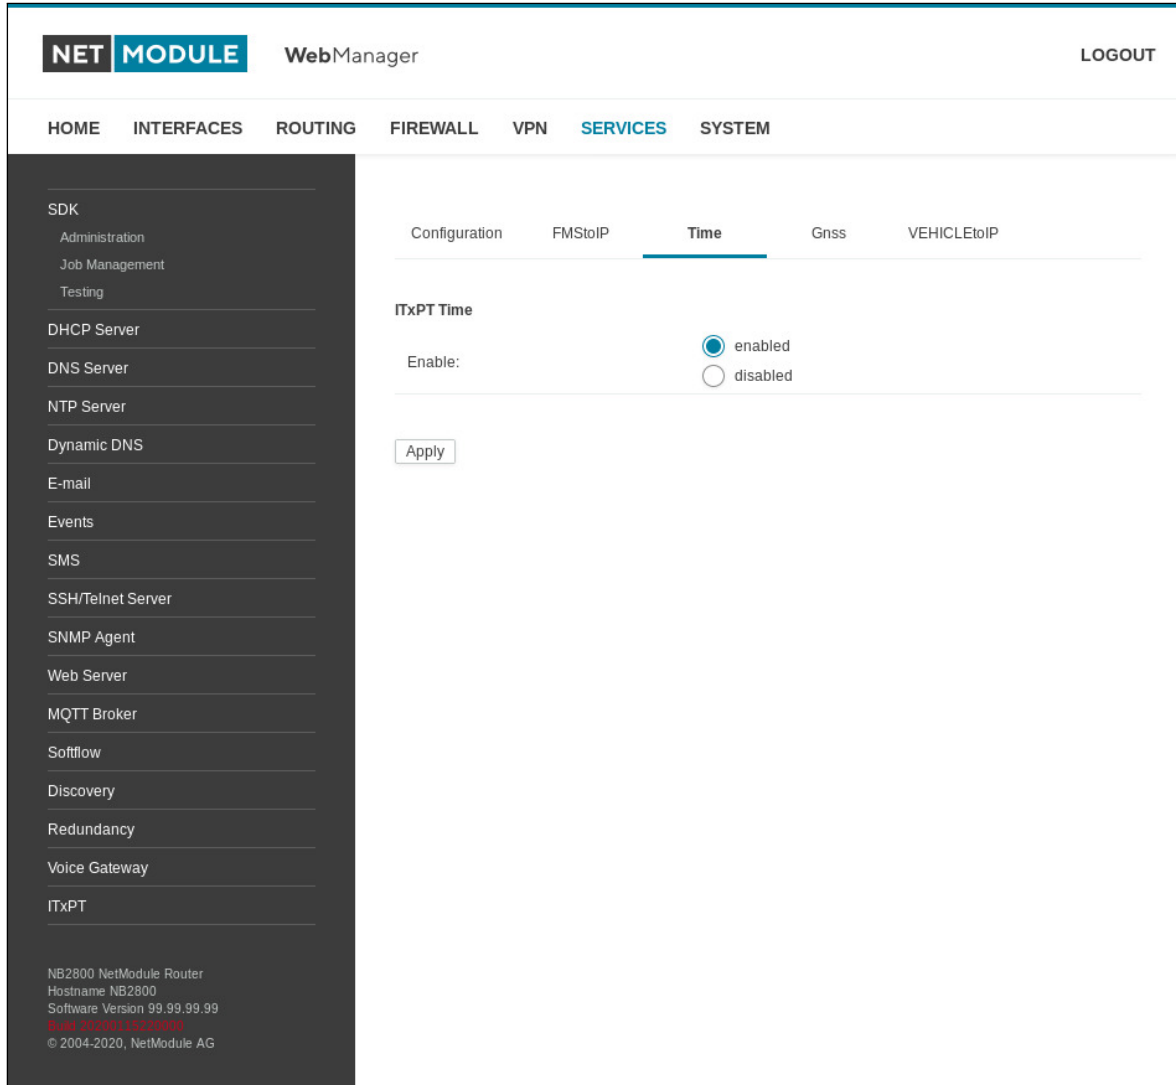 NET MODULE WebManager LOGOUT
HOME INTERFACES ROUTING FIREWALL VPN SERVICES SYSTEM
SDK
Administration
Job Management
Testing
DHCP Server
DNS Server
NTP Server
Dynamic DNS
E-mail
Events
SMS
SSH/Telnet Server
SNMP Agent
Web Server
MQTT Broker
Softflow
Discovery
Redundancy
Voice Gateway
ITxPT
NB2800 NetModule Router
Hostname NB2800
Software Version 99.99.99.99
Build
© 2004-2020, NetModule AG
Configuration FMStoIP Time Gnss VEHICLEtoIP
ITxPT Time
Enable:
enabled
disabled
Apply